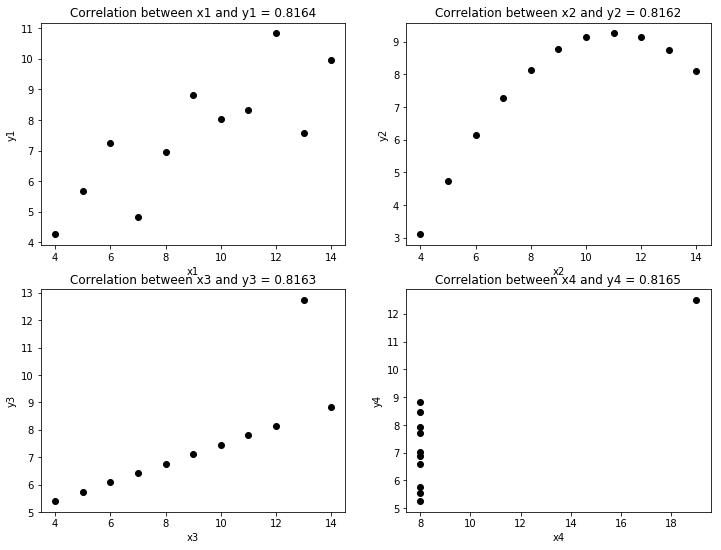 Correlation between x1 and y1 = 0.8164
11
10
9
8
7
6
5
4
y1
4 6 8 10 12 14
x1
Correlation between x2 and y2 = 0.8162
9
8
7
6
5
4
3
y2
4 6 8 10 12 14
x2
Correlation between x3 and y3 = 0.8163
13
12
11
10
9
8
7
6
5
y3
4 6 8 10 12 14
x3
Correlation between x4 and y4 = 0.8165
12
11
10
9
8
7
6
5
y4
8 10 12 14 16 18
x4